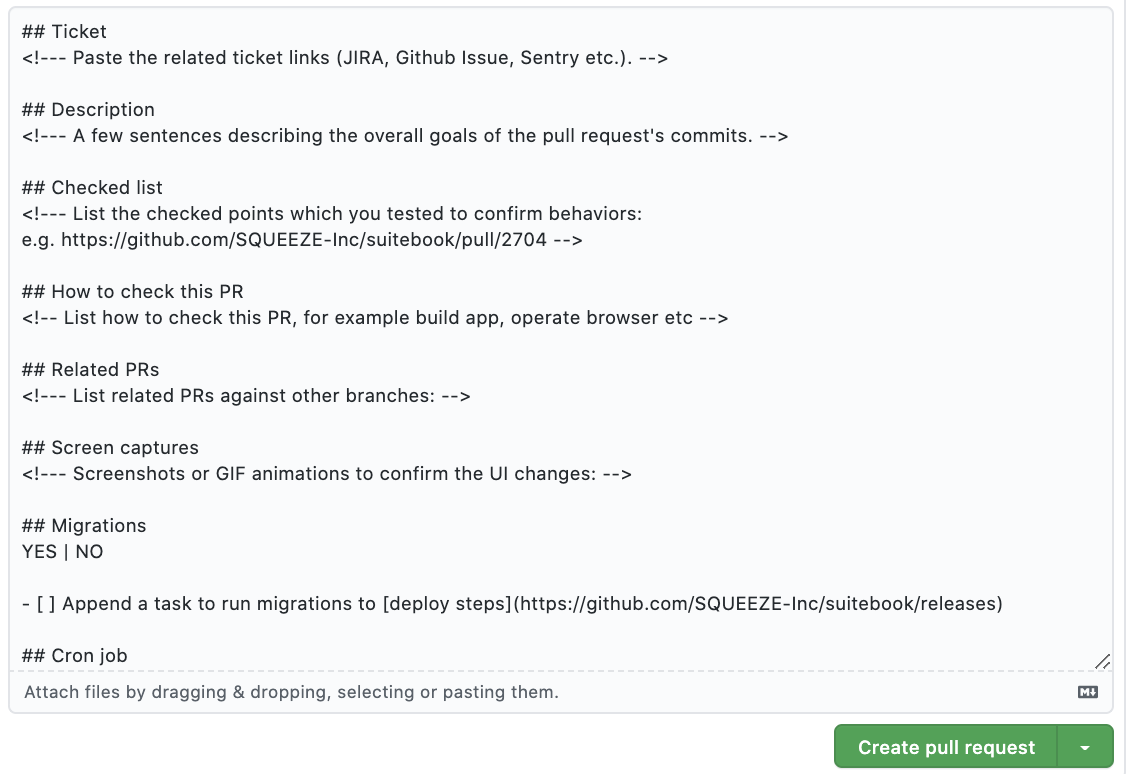 ## Ticket
<!--- Paste the related ticket links (JIRA, Github Issue, Sentry etc.). -->
## Description
<!--- A few sentences describing the overall goals of the pull request's commits. -->
## Checked list
<!--- List the checked points which you tested to confirm behaviors:
e.g. https://github.com/SQUEEZE-Inc/suitebook/pull/2704 -->
## How to check this PR
<!-- List how to check this PR, for example build app, operate browser etc -->
## Related PRs
<!--- List related PRs against other branches: -->
## Screen captures
<!--- Screenshots or GIF animations to confirm the UI changes: -->
## Migrations
YES | NO
- [ ] Append a task to run migrations to [deploy steps](https://github.com/SQUEEZE-Inc/suitebook/releases)
## Cron job
Attach files by dragging & dropping, selecting or pasting them.
Create pull request